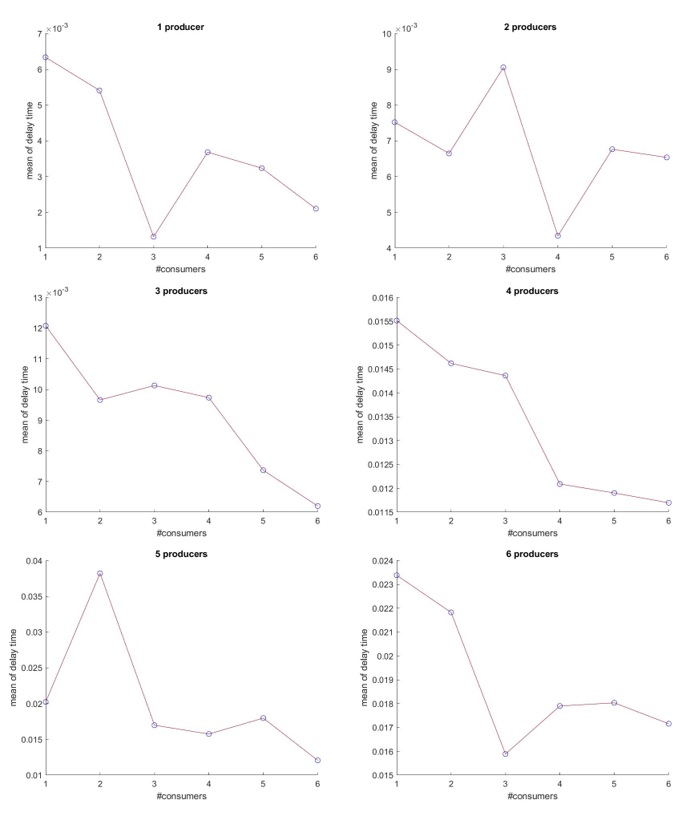 1 producer
×10⁻³
7
6
5
4
3
2
1
mean of delay time
1 2 3 4 5 6
#consumers
2 producers
×10⁻³
10
9
8
7
6
5
4
mean of delay time
1 2 3 4 5 6
#consumers
3 producers
×10⁻³
13
12
11
10
9
8
7
6
mean of delay time
1 2 3 4 5 6
#consumers
4 producers
0.016
0.0155
0.015
0.0145
0.014
0.0135
0.013
0.0125
0.012
0.0115
mean of delay time
1 2 3 4 5 6
#consumers
5 producers
0.04
0.035
0.03
0.025
0.02
0.015
0.01
mean of delay time
1 2 3 4 5 6
#consumers
6 producers
0.024
0.023
0.022
0.021
0.02
0.019
0.018
0.017
0.016
0.015
mean of delay time
1 2 3 4 5 6
#consumers